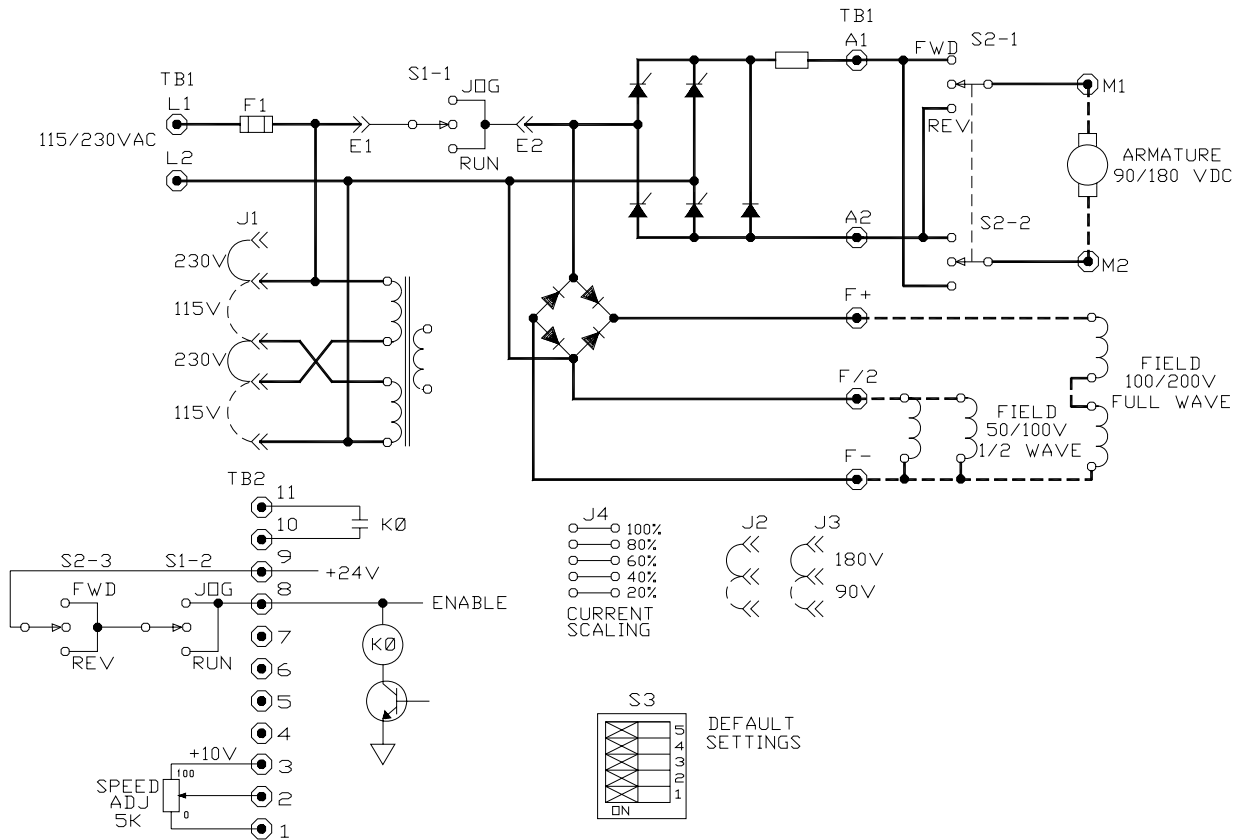 TB1
A1
FWD
S2-1
TB1
L1
F1
S1-1
JOG
M1
115/230VAC
E1
E2
REV
RUN
L2
ARMATURE
90/180 VDC
A2
S2-2
J1
230V
M2
115V
F+
230V
F/2
FIELD
100/200V
FULL WAVE
115V
FIELD
50/100V
1/2 WAVE
F-
TB2
11
10
K0
9
+24V
8
ENABLE
7
6
5
4
3
2
1
S2-3
S1-2
FWD
JOG
REV
RUN
K0
+10V
100
SPEED
ADJ
5K
0
J4
100%
80%
60%
40%
20%
CURRENT
SCALING
J2
J3
180V
90V
S3
5
4
3
2
1
ON
DEFAULT
SETTINGS